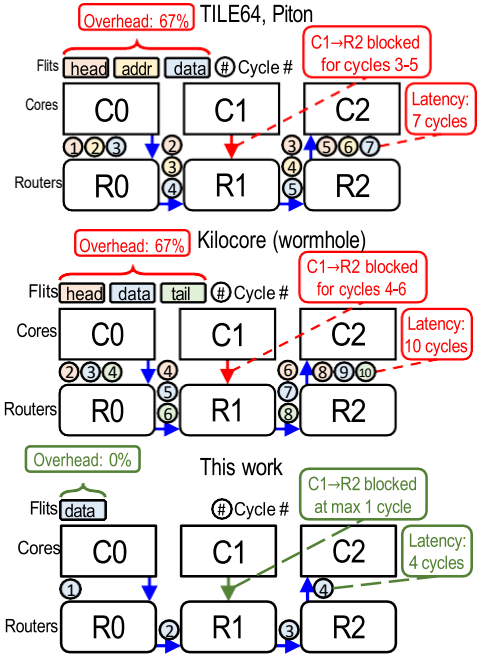 TILE64, Piton
Overhead: 67%
C1→R2 blocked
for cycles 3-5
Flits head addr data # Cycle #
Cores C0 C1 C2
Latency:
7 cycles
1 2 3 2 3 5 6 7
3 4
4 5
Routers R0 R1 R2
Kilocore (wormhole)
Overhead: 67%
C1→R2 blocked
for cycles 4-6
Flits head data tail # Cycle #
Cores C0 C1 C2
Latency:
10 cycles
2 3 4 4 6 8 9 10
5 7
6 8
Routers R0 R1 R2
This work
Overhead: 0%
C1→R2 blocked
at max 1 cycle
Flits data # Cycle #
Cores C0 C1 C2
Latency:
4 cycles
1 4
Routers R0 2 R1 3 R2